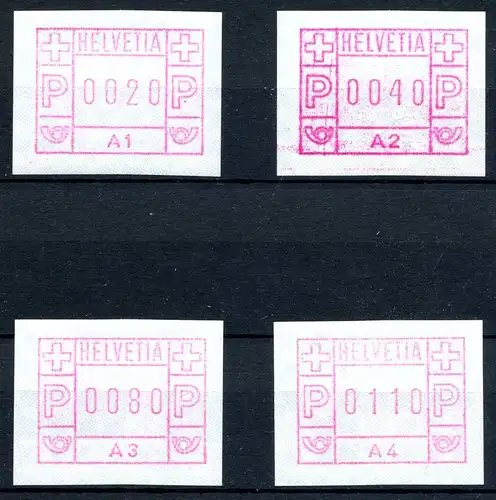 HELVETIA
P 0020 P
A1
HELVETIA
P 0040 P
A2
HELVETIA
P 0080 P
A3
HELVETIA
P 0110 P
A4